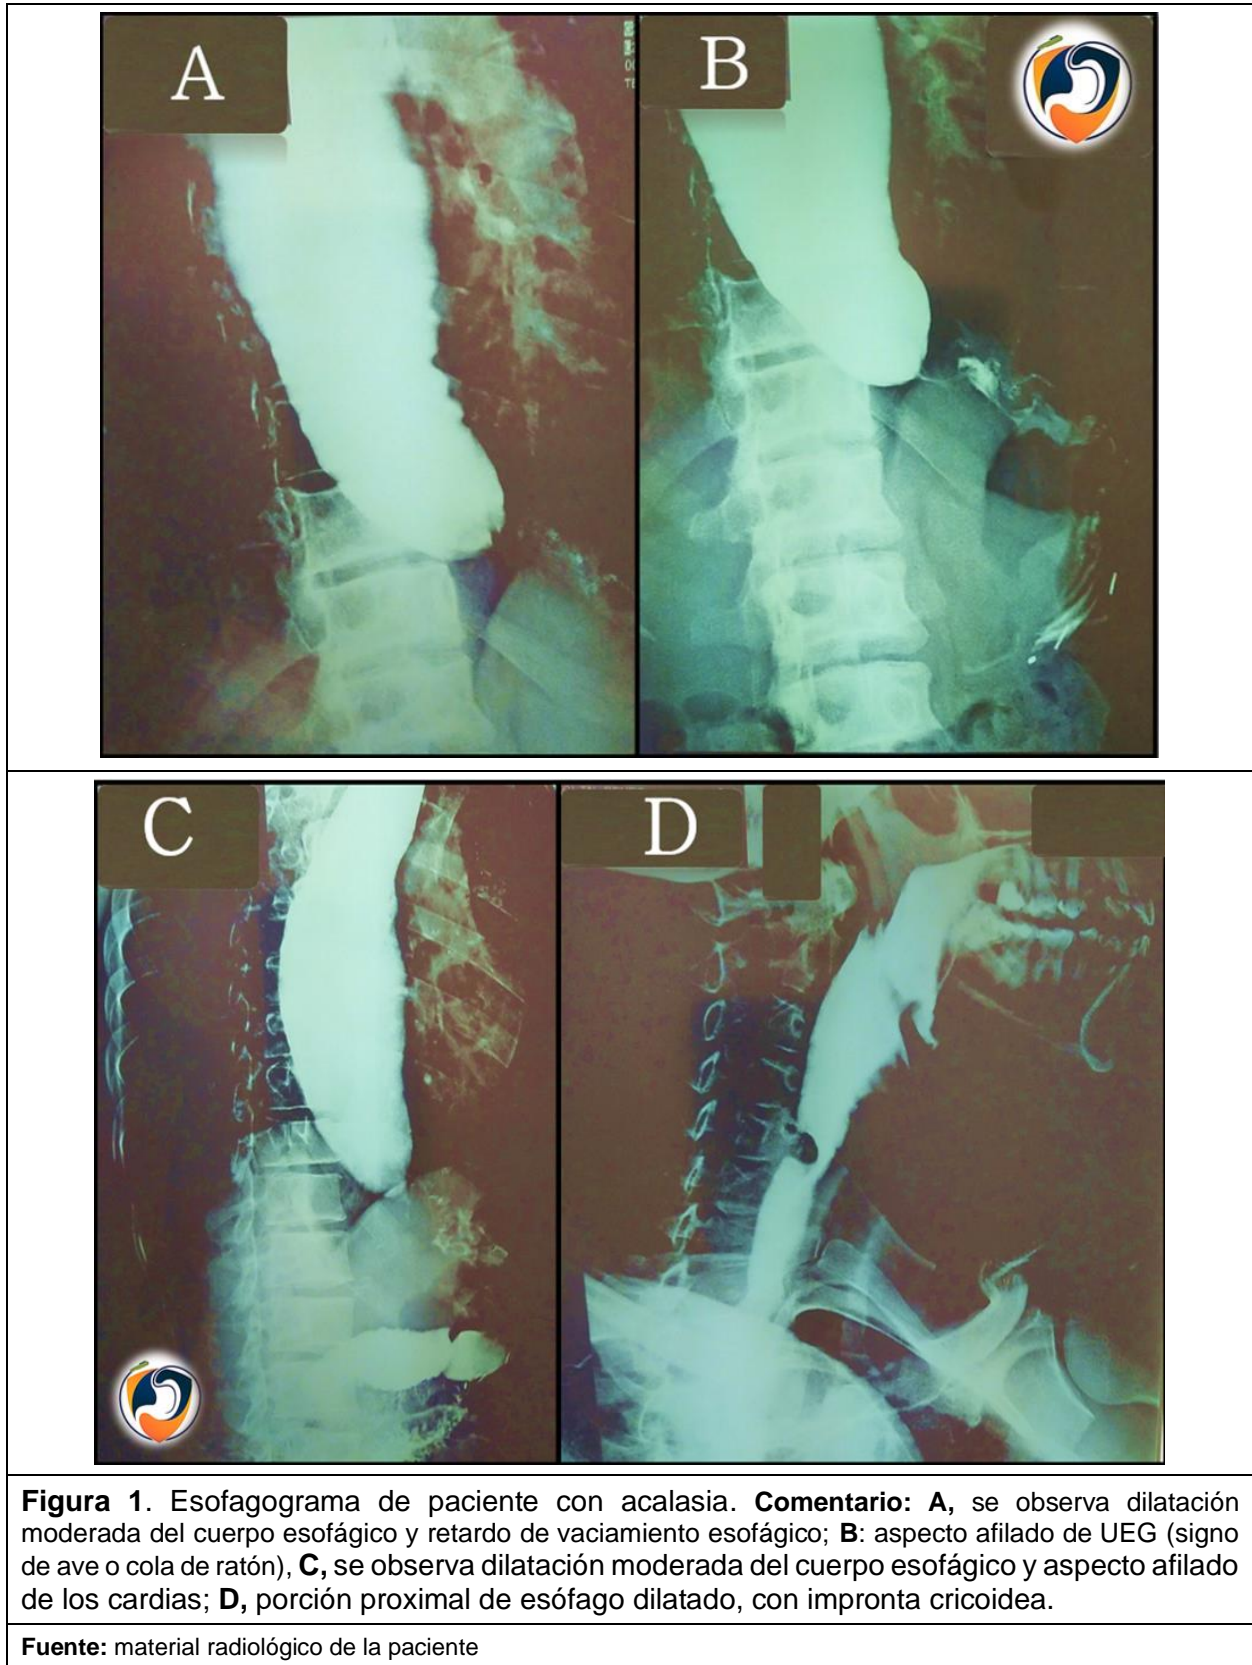 A
B
C
D
Figura 1. Esofagograma de paciente con acalasia. Comentario: A, se observa dilatación
moderada del cuerpo esofágico y retardo de vaciamiento esofágico; B: aspecto afilado de UEG (signo
de ave o cola de ratón), C, se observa dilatación moderada del cuerpo esofágico y aspecto afilado
de los cardias; D, porción proximal de esófago dilatado, con impronta cricoidea.
Fuente: material radiológico de la paciente